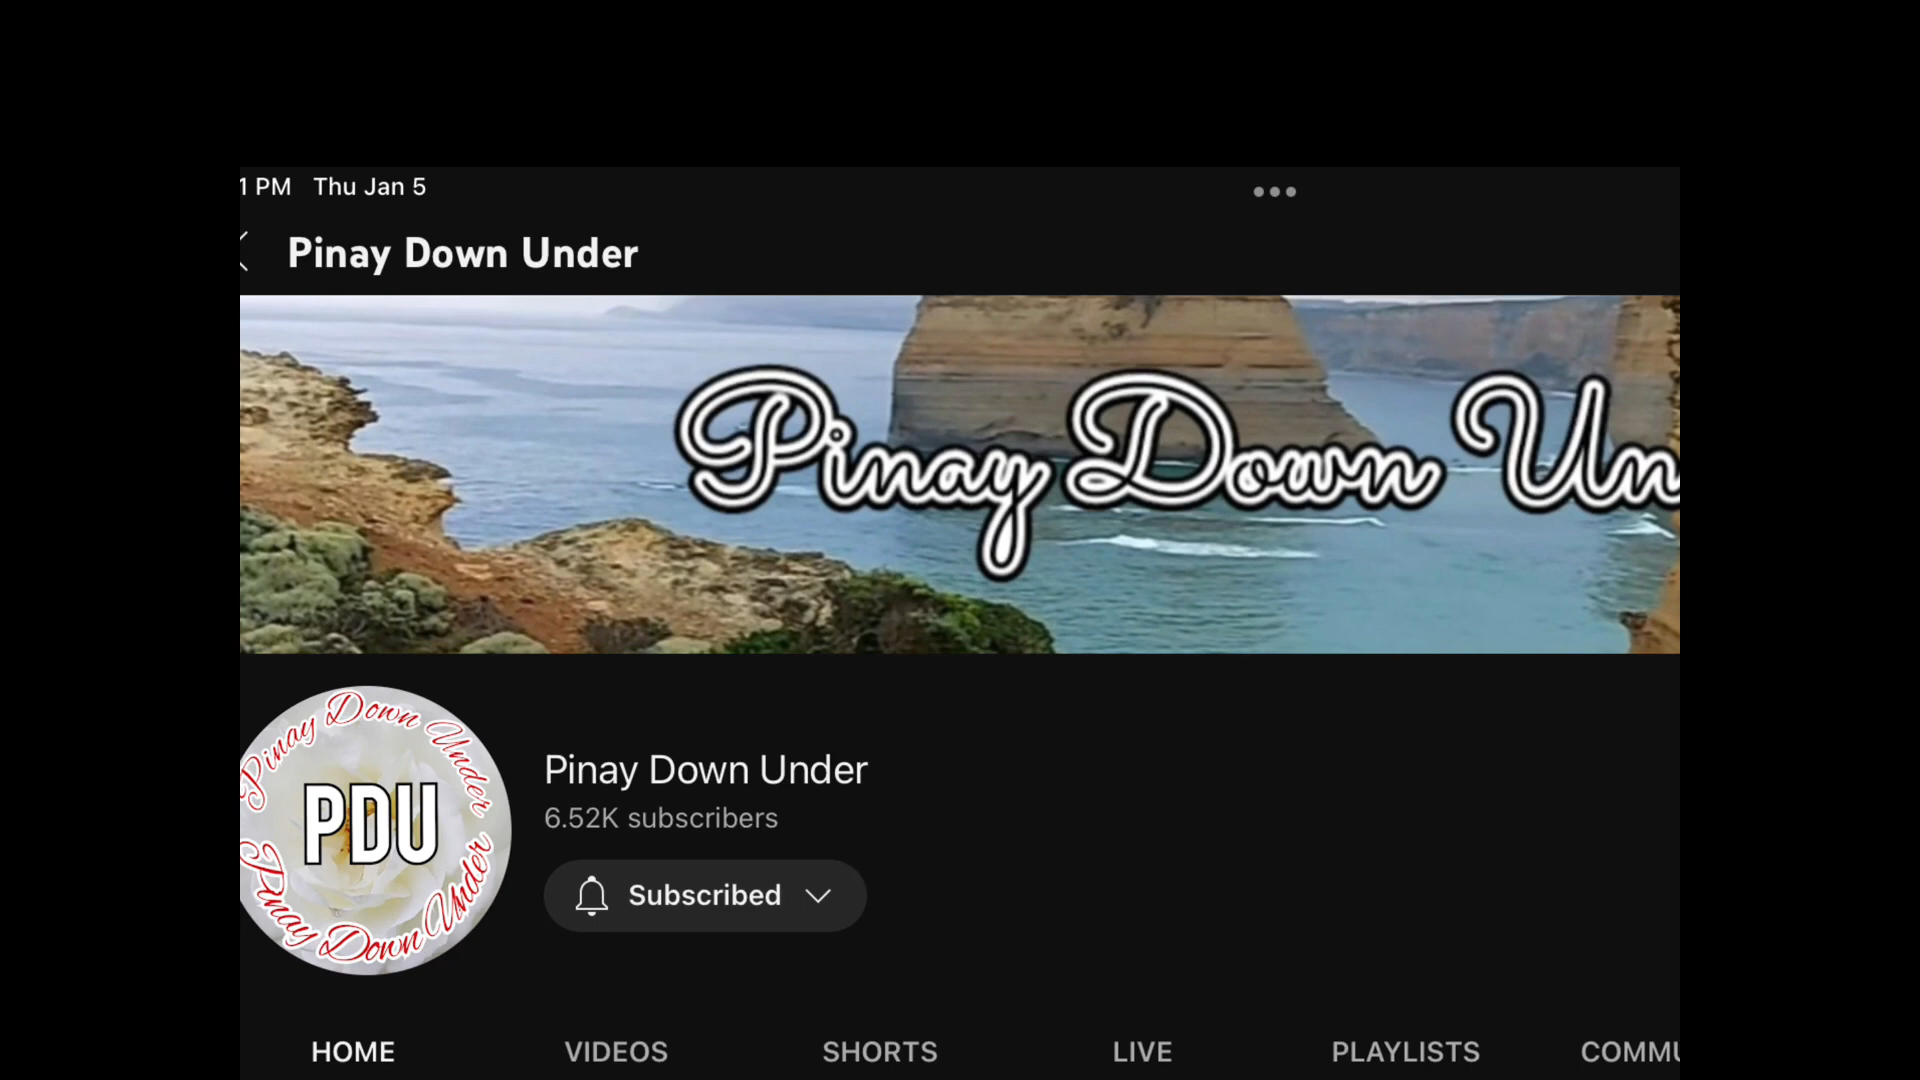 1 PM Thu Jan 5
Pinay Down Under
Pinay Down Un
Pinay Down Under
PDU
Pinay Down Under
Pinay Down Under
6.52K subscribers
Subscribed
HOME VIDEOS SHORTS LIVE PLAYLISTS COMMU